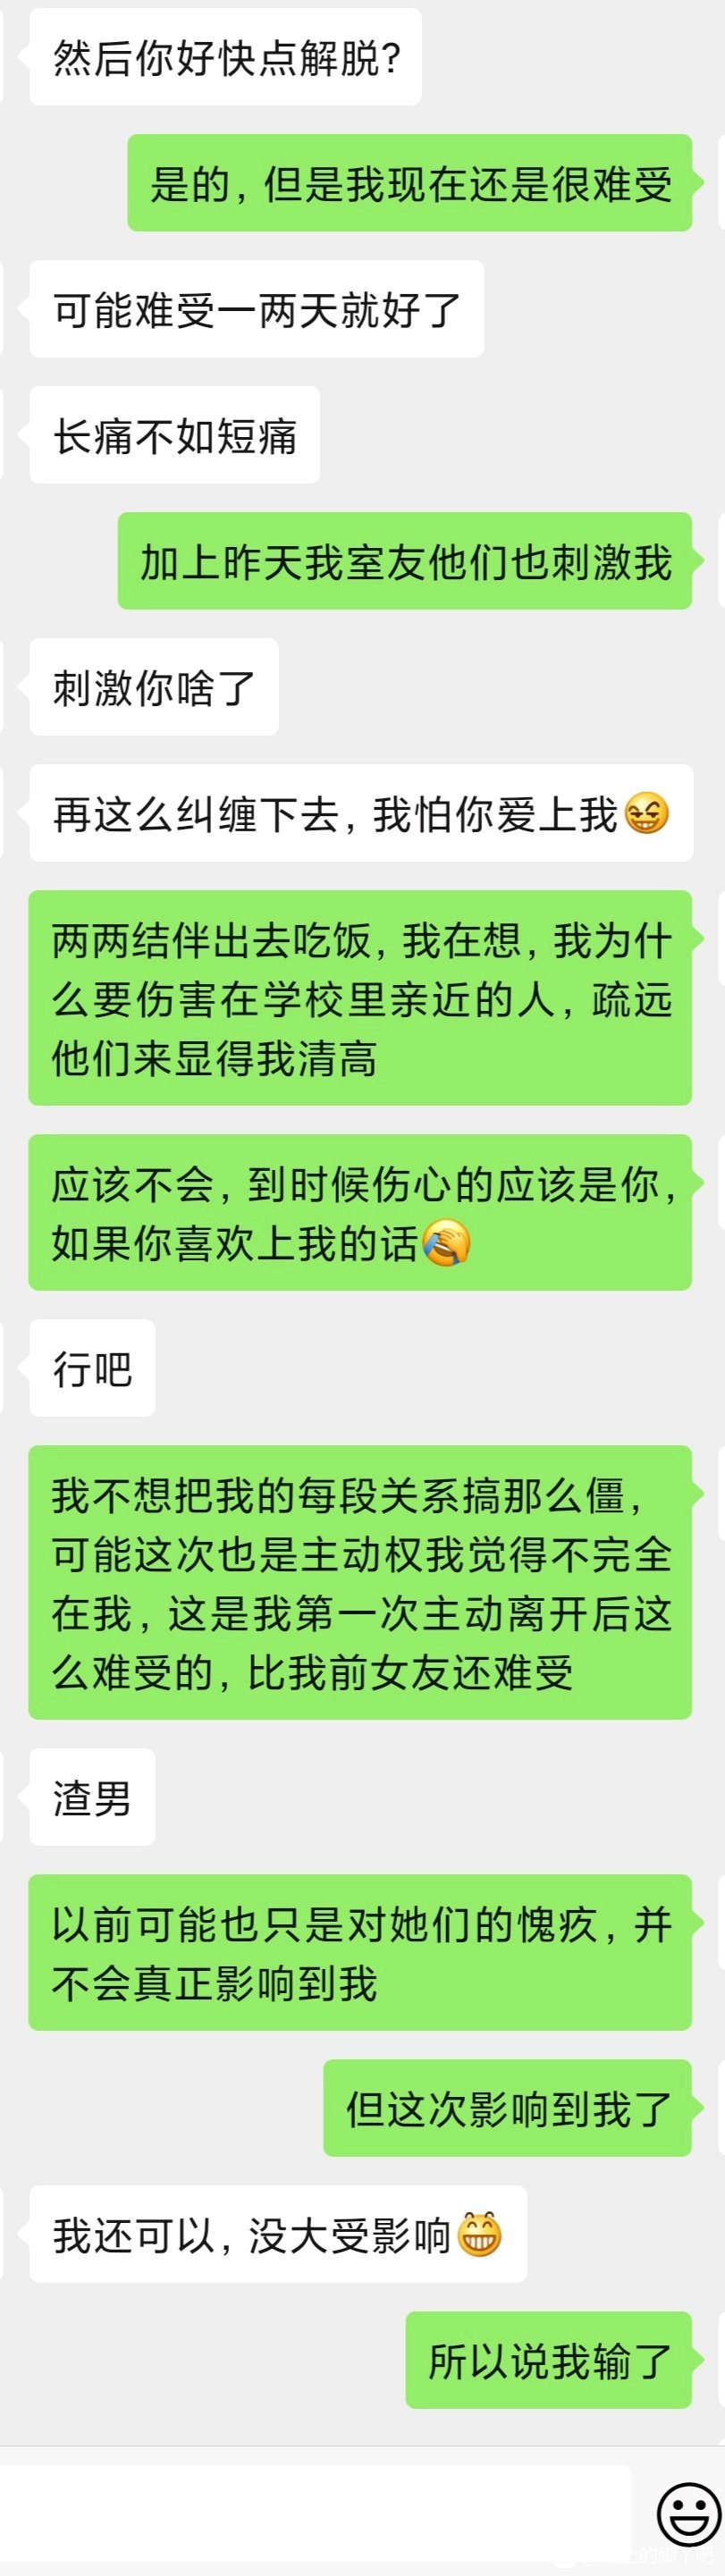 然后你好快点解脱?
是的,但是我现在还是很难受
可能难受一两天就好了
长痛不如短痛
加上昨天我室友他们也刺激我
刺激你啥了
再这么纠缠下去,我怕你爱上我😆
两两结伴出去吃饭,我在想,我为什
么要伤害在学校里亲近的人,疏远
他们来显得我清高
应该不会,到时候伤心的应该是你,
如果你喜欢上我的话🤦
行吧
我不想把我的每段关系搞那么僵,
可能这次也是主动权我觉得不完全
在我,这是我第一次主动离开后这
么难受的,比我前女友还难受
渣男
以前可能也只是对她们的愧疚,并
不会真正影响到我
但这次影响到我了
我还可以,没大受影响😁
所以说我输了